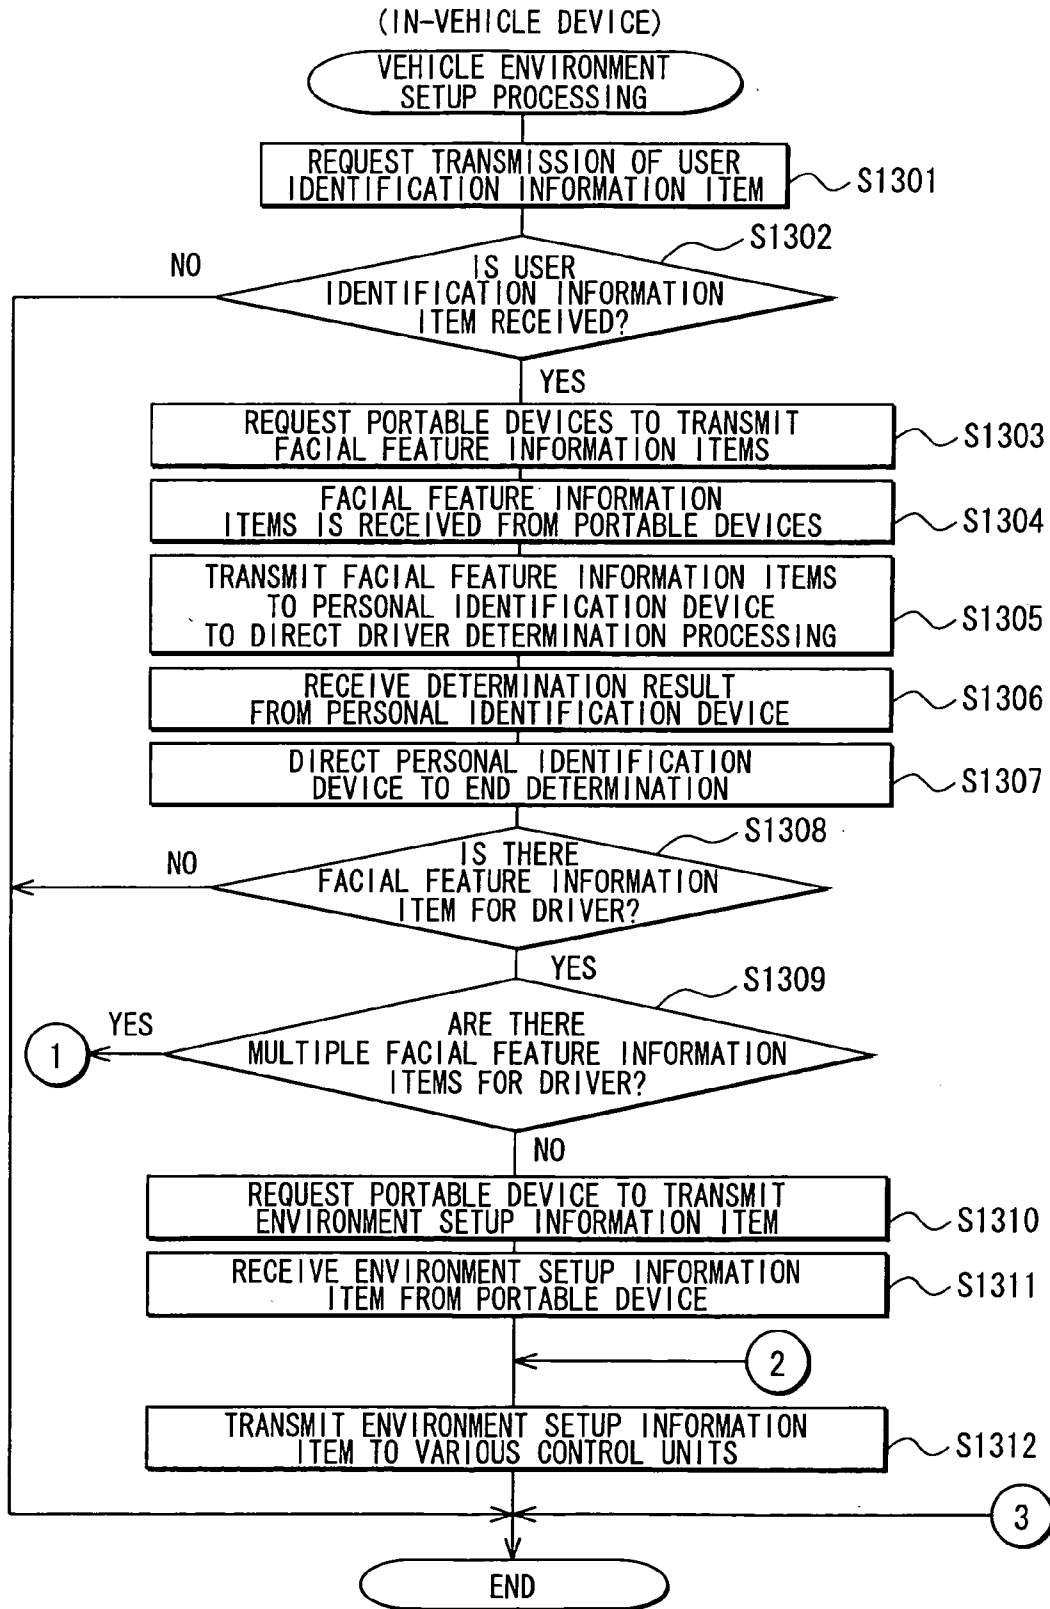 (IN-VEHICLE DEVICE)
VEHICLE ENVIRONMENT
SETUP PROCESSING
REQUEST TRANSMISSION OF USER
IDENTIFICATION INFORMATION ITEM
S1301
S1302
NO
IS USER
IDENTIFICATION INFORMATION
ITEM RECEIVED?
YES
REQUEST PORTABLE DEVICES TO TRANSMIT
FACIAL FEATURE INFORMATION ITEMS
S1303
FACIAL FEATURE INFORMATION
ITEMS IS RECEIVED FROM PORTABLE DEVICES
S1304
TRANSMIT FACIAL FEATURE INFORMATION ITEMS
TO PERSONAL IDENTIFICATION DEVICE
TO DIRECT DRIVER DETERMINATION PROCESSING
S1305
RECEIVE DETERMINATION RESULT
FROM PERSONAL IDENTIFICATION DEVICE
S1306
DIRECT PERSONAL IDENTIFICATION
DEVICE TO END DETERMINATION
S1307
S1308
NO
IS THERE
FACIAL FEATURE INFORMATION
ITEM FOR DRIVER?
YES
S1309
YES
1
ARE THERE
MULTIPLE FACIAL FEATURE INFORMATION
ITEMS FOR DRIVER?
NO
REQUEST PORTABLE DEVICE TO TRANSMIT
ENVIRONMENT SETUP INFORMATION ITEM
S1310
RECEIVE ENVIRONMENT SETUP INFORMATION
ITEM FROM PORTABLE DEVICE
S1311
2
TRANSMIT ENVIRONMENT SETUP INFORMATION
ITEM TO VARIOUS CONTROL UNITS
S1312
3
END